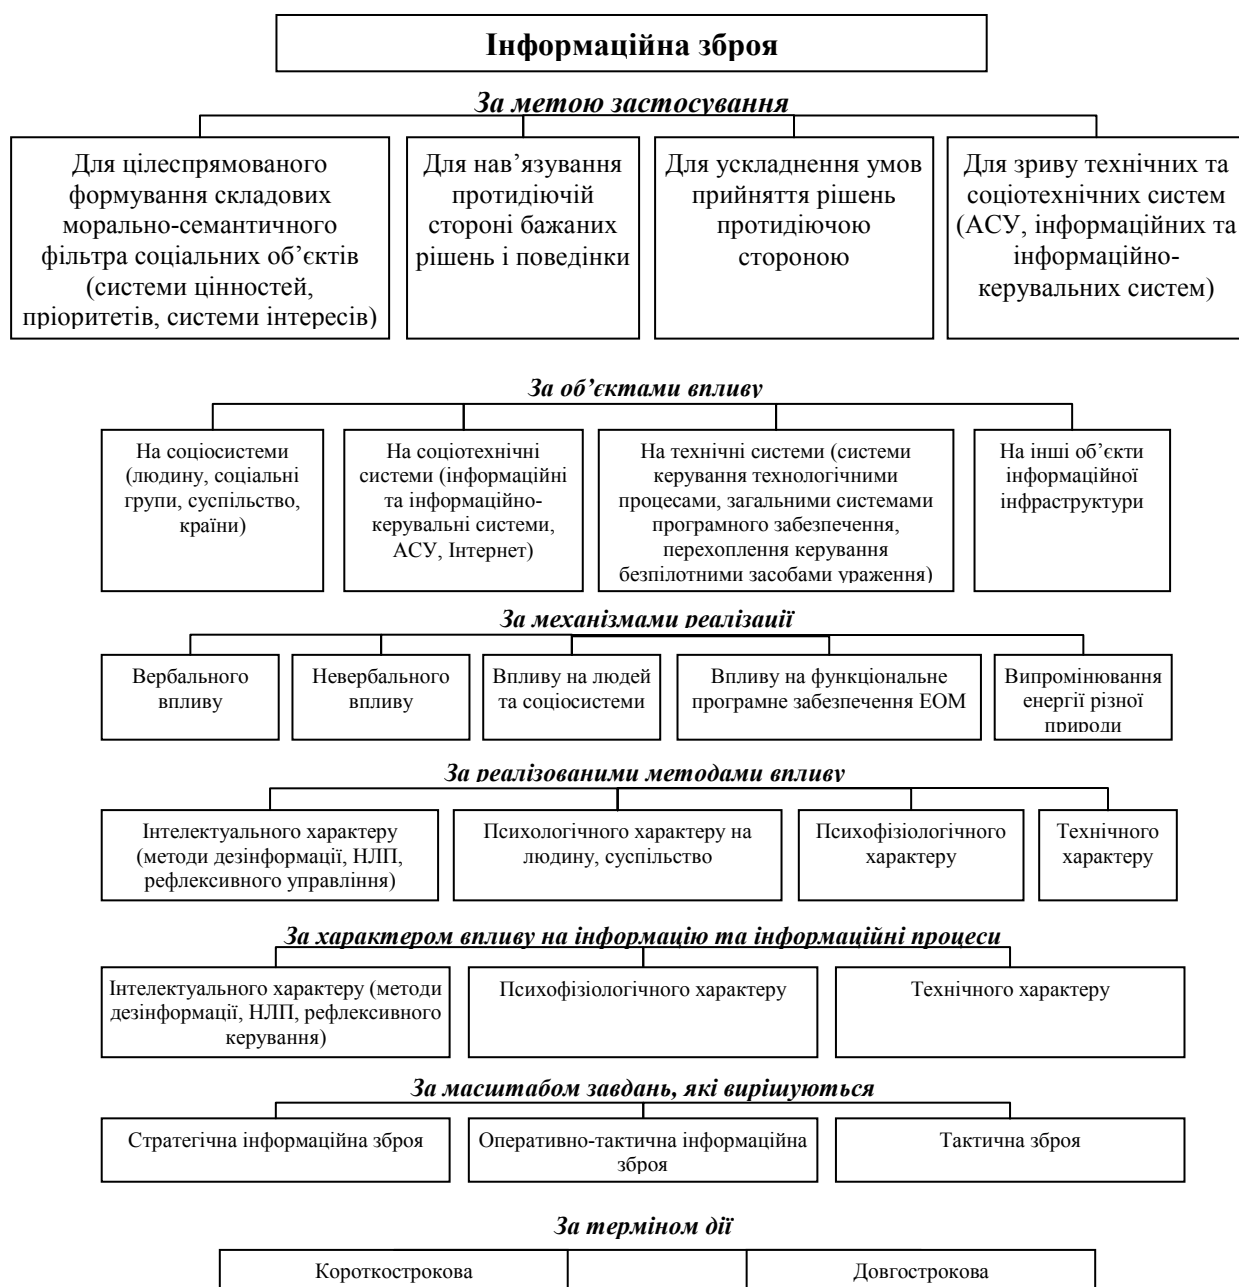 Інформаційна зброя
За метою застосування
Для цілеспрямованого
формування складових
морально-семантичного
фільтра соціальних об’єктів
(системи цінностей,
пріоритетів, системи інтересів)
Для нав’язування
протидіючій
стороні бажаних
рішень і поведінки
Для ускладнення умов
прийняття рішень
протидіючою
стороною
Для зриву технічних та
соціотехнічних систем
(АСУ, інформаційних та
інформаційно-
керувальних систем)
За об’єктами впливу
На соціосистеми
(людину, соціальні
групи, суспільство,
країни)
На соціотехнічні
системи (інформаційні
та інформаційно-
керувальні системи,
АСУ, Інтернет)
На технічні системи (системи
керування технологічними
процесами, загальними системами
програмного забезпечення,
перехоплення керування
безпілотними засобами ураження)
На інші об’єкти
інформаційної
інфраструктури
За механізмами реалізації
Вербального
впливу
Невербального
впливу
Впливу на людей
та соціосистеми
Впливу на функціональне
програмне забезпечення ЕОМ
Випромінювання
енергії різної
природи
За реалізованими методами впливу
Інтелектуального характеру
(методи дезінформації, НЛП,
рефлексивного управління)
Психологічного характеру на
людину, суспільство
Психофізіологічного
характеру
Технічного
характеру
За характером впливу на інформацію та інформаційні процеси
Інтелектуального характеру (методи
дезінформації, НЛП, рефлексивного
керування)
Психофізіологічного характеру
Технічного характеру
За масштабом завдань, які вирішуються
Стратегічна інформаційна зброя
Оперативно-тактична інформаційна
зброя
Тактична зброя
За терміном дії
Короткострокова
Довгострокова